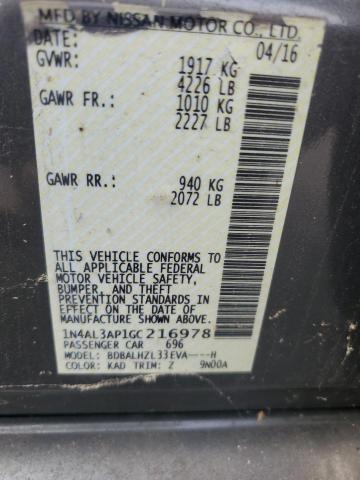 MFD BY NISSAN MOTOR CO., LTD.
DATE: 04/16
GVWR: 1917 KG
4226 LB
GAWR FR.: 1010 KG
2227 LB
GAWR RR.: 940 KG
2072 LB
THIS VEHICLE CONFORMS TO
ALL APPLICABLE FEDERAL
MOTOR VEHICLE SAFETY,
BUMPER, AND THEFT
PREVENTION STANDARDS IN
EFFECT ON THE DATE OF
MANUFACTURE SHOWN ABOVE.
1N4AL3AP1GC216978
PASSENGER CAR 696
MODEL: BDBALHZL33EVA----H
COLOR: KAD TRIM: Z 9N00A